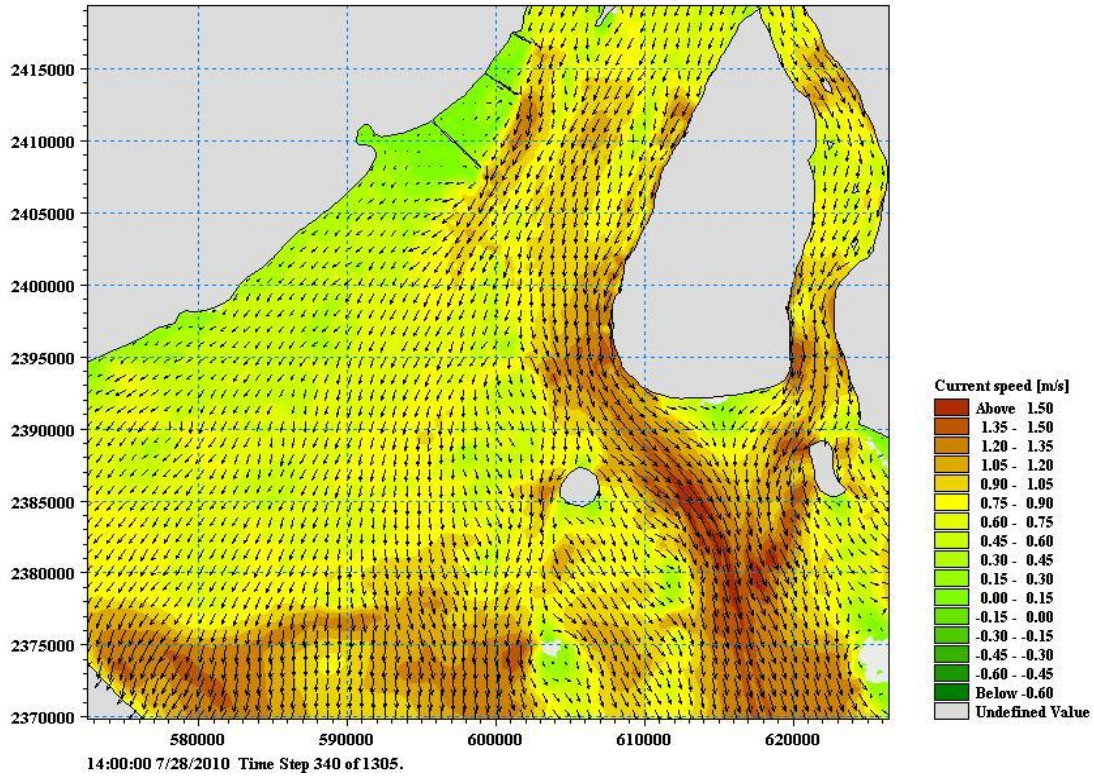 2415000
2410000
2405000
2400000
2395000
2390000
2385000
2380000
2375000
2370000
580000
590000
600000
610000
620000
14:00:00 7/28/2010 Time Step 340 of 1305.
Current speed [m/s]
Above 1.50
1.35 - 1.50
1.20 - 1.35
1.05 - 1.20
0.90 - 1.05
0.75 - 0.90
0.60 - 0.75
0.45 - 0.60
0.30 - 0.45
0.15 - 0.30
0.00 - 0.15
-0.15 - 0.00
-0.30 - -0.15
-0.45 - -0.30
-0.60 - -0.45
Below -0.60
Undefined Value